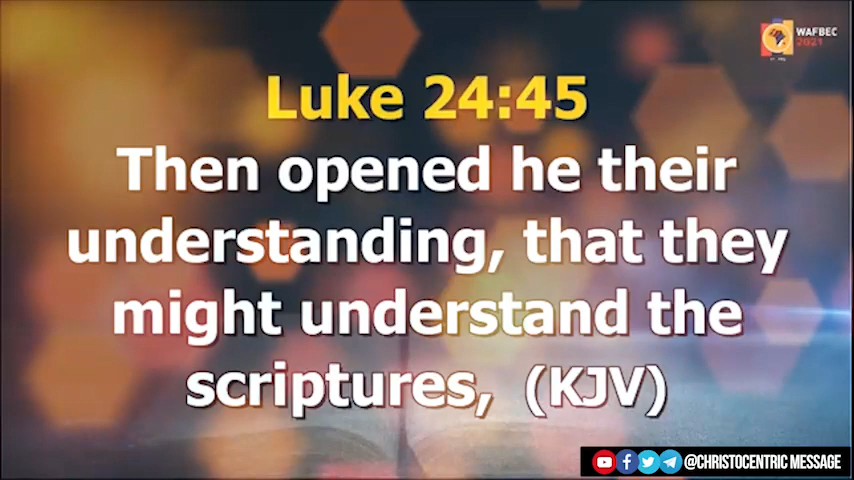 WAFBEC
2021
Luke 24:45
Then opened he their
understanding, that they
might understand the
scriptures, (KJV)
@CHRISTOCENTRIC MESSAGE